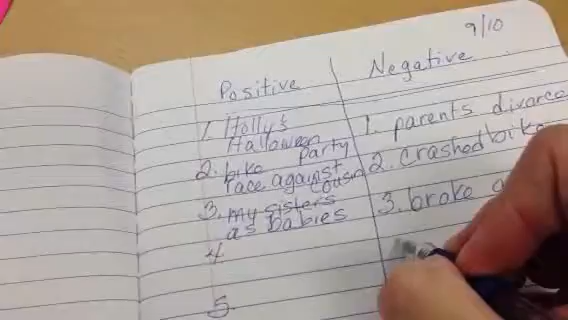 9/10
Positive
Negative
1. Holly's
Halloween
Party
2. bike
race against
cousin
3. my sisters
as babies
4
5
1. parents divorce
2. crashed bike
3. broke a